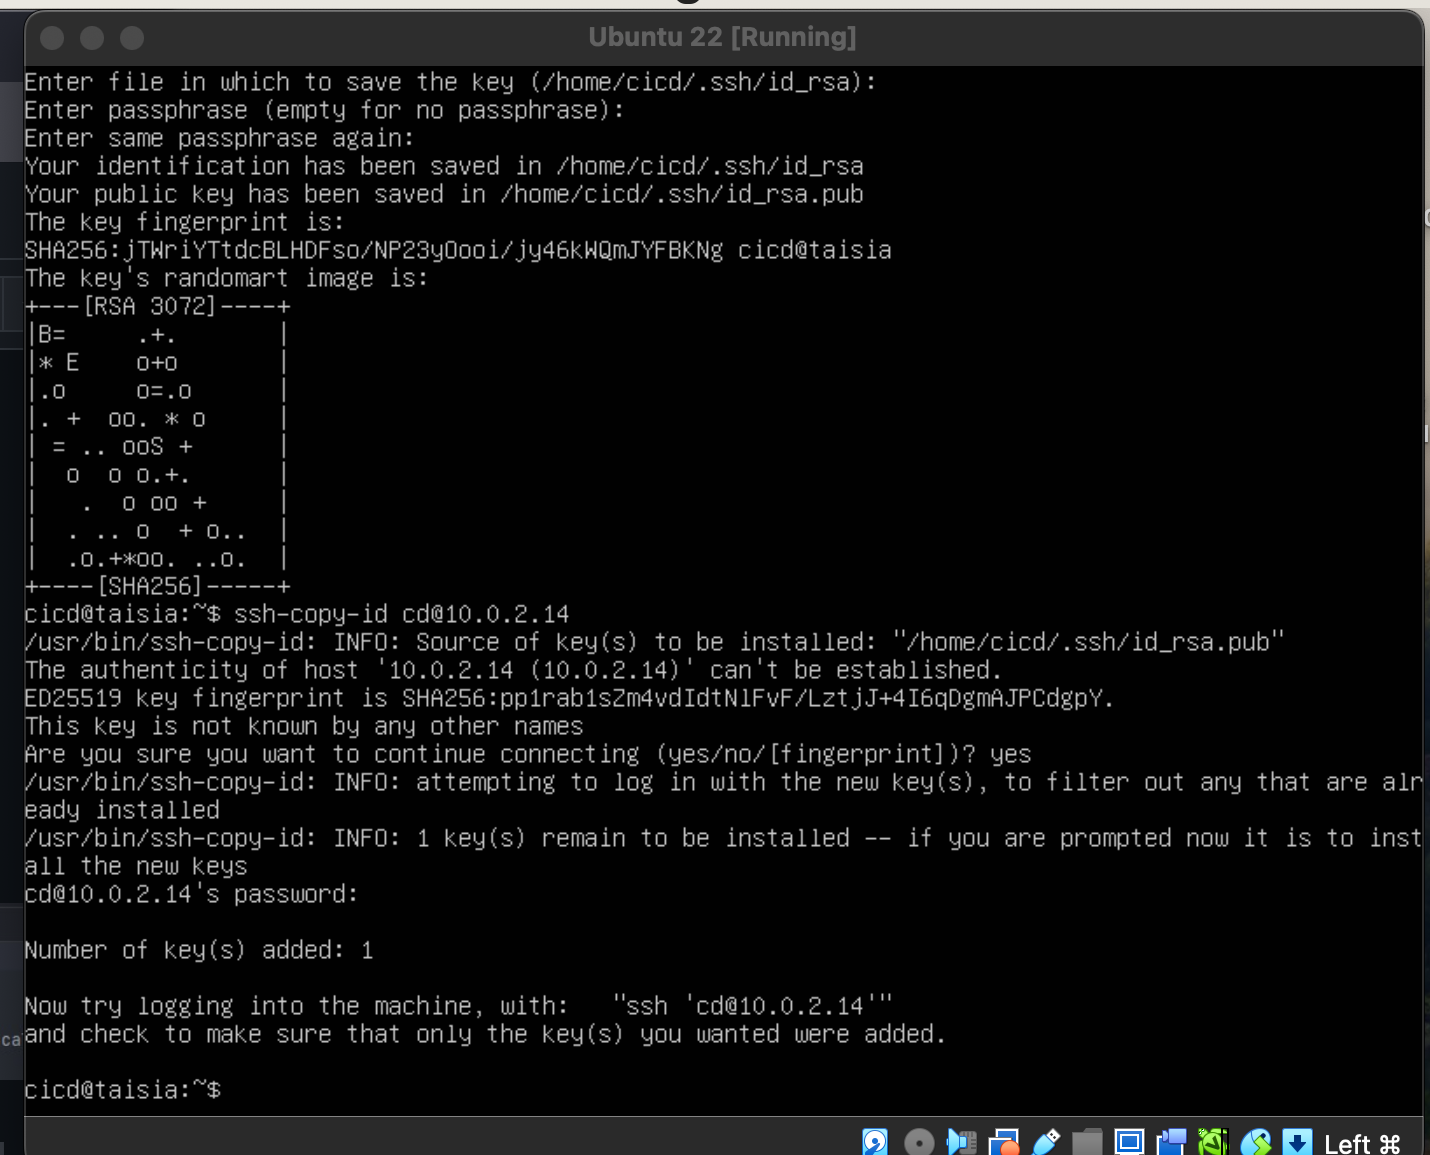 Ubuntu 22 [Running]
Enter file in which to save the key (/home/cicd/.ssh/id_rsa):
Enter passphrase (empty for no passphrase):
Enter same passphrase again:
Your identification has been saved in /home/cicd/.ssh/id_rsa
Your public key has been saved in /home/cicd/.ssh/id_rsa.pub
The key fingerprint is:
SHA256:jTWriYTtdcBLHDFso/NP23yOooi/jy46kWQmJYFBKNg cicd@taisia
The key's randomart image is:
+---[RSA 3072]----+
|B=     .+.       |
|* E    o+o       |
|.o     o=.o      |
|. +  oo. * o     |
| = .. ooS +      |
|  o  o o.+.      |
|   .  o oo +     |
|  . .. o  + o..  |
|  .o.+*oo. ..o.  |
+----[SHA256]-----+
cicd@taisia:~$ ssh-copy-id cd@10.0.2.14
/usr/bin/ssh-copy-id: INFO: Source of key(s) to be installed: "/home/cicd/.ssh/id_rsa.pub"
The authenticity of host '10.0.2.14 (10.0.2.14)' can't be established.
ED25519 key fingerprint is SHA256:pp1rab1sZm4vdIdtNlFvF/LztjJ+4I6qDgmAJPCdgpY.
This key is not known by any other names
Are you sure you want to continue connecting (yes/no/[fingerprint])? yes
/usr/bin/ssh-copy-id: INFO: attempting to log in with the new key(s), to filter out any that are alr
eady installed
/usr/bin/ssh-copy-id: INFO: 1 key(s) remain to be installed -- if you are prompted now it is to inst
all the new keys
cd@10.0.2.14's password:
Number of key(s) added: 1
Now try logging into the machine, with:   "ssh 'cd@10.0.2.14'"
and check to make sure that only the key(s) you wanted were added.
cicd@taisia:~$
Left ⌘